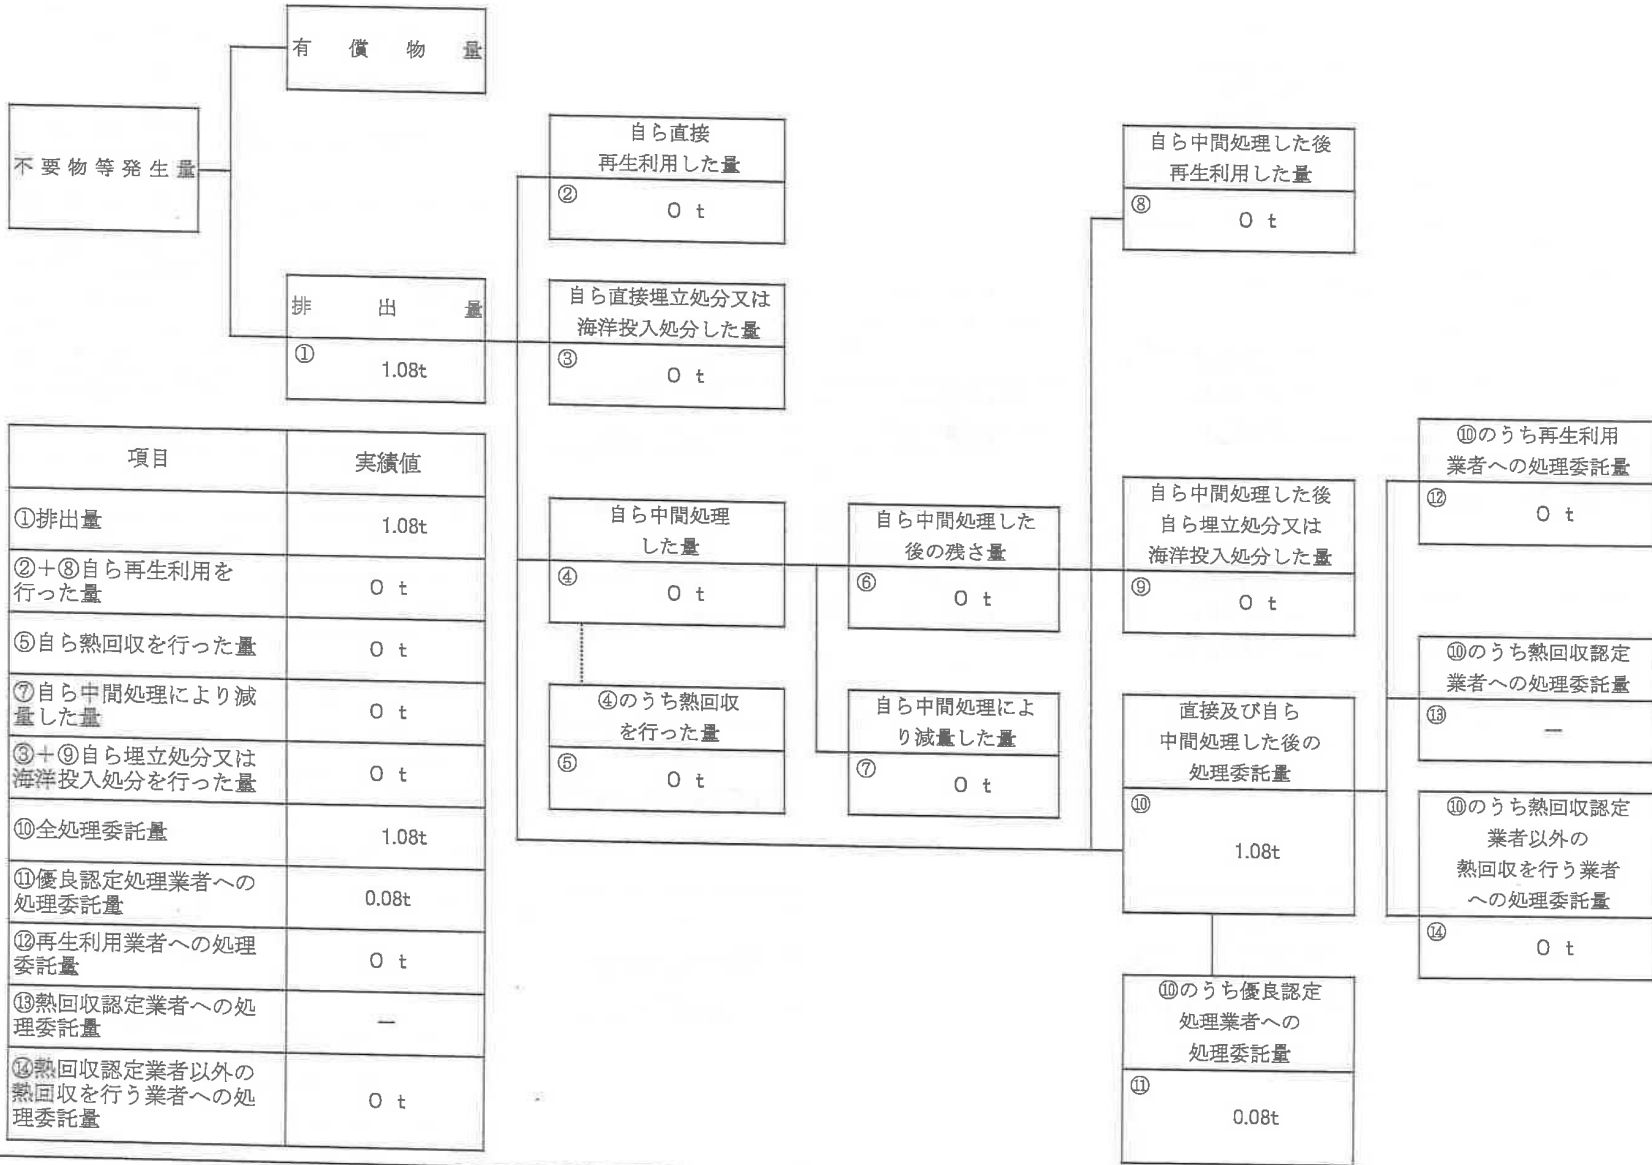 有償物量
不要物等発生量
排出量
①
1.08t
自ら直接
再生利用した量
②
0 t
自ら直接埋立処分又は
海洋投入処分した量
③
0 t
自ら中間処理
した量
④
0 t
④のうち熱回収
を行った量
⑤
0 t
自ら中間処理した
後の残さ量
⑥
0 t
自ら中間処理によ
り減量した量
⑦
0 t
自ら中間処理した後
再生利用した量
⑧
0 t
自ら中間処理した後
自ら埋立処分又は
海洋投入処分した量
⑨
0 t
直接及び自ら
中間処理した後の
処理委託量
⑩
1.08t
⑩のうち優良認定
処理業者への
処理委託量
⑪
0.08t
⑩のうち再生利用
業者への処理委託量
⑫
0 t
⑩のうち熱回収認定
業者への処理委託量
⑬
－
⑩のうち熱回収認定
業者以外の
熱回収を行う業者
への処理委託量
⑭
0 t
項目 実績値
①排出量 1.08t
②＋⑧自ら再生利用を
行った量
0 t
⑤自ら熱回収を行った量 0 t
⑦自ら中間処理により減
量した量
0 t
③＋⑨自ら埋立処分又は
海洋投入処分を行った量
0 t
⑩全処理委託量 1.08t
⑪優良認定処理業者への
処理委託量
0.08t
⑫再生利用業者への処理
委託量
0 t
⑬熱回収認定業者への処
理委託量
－
⑭熱回収認定業者以外の
熱回収を行う業者への処
理委託量
0 t